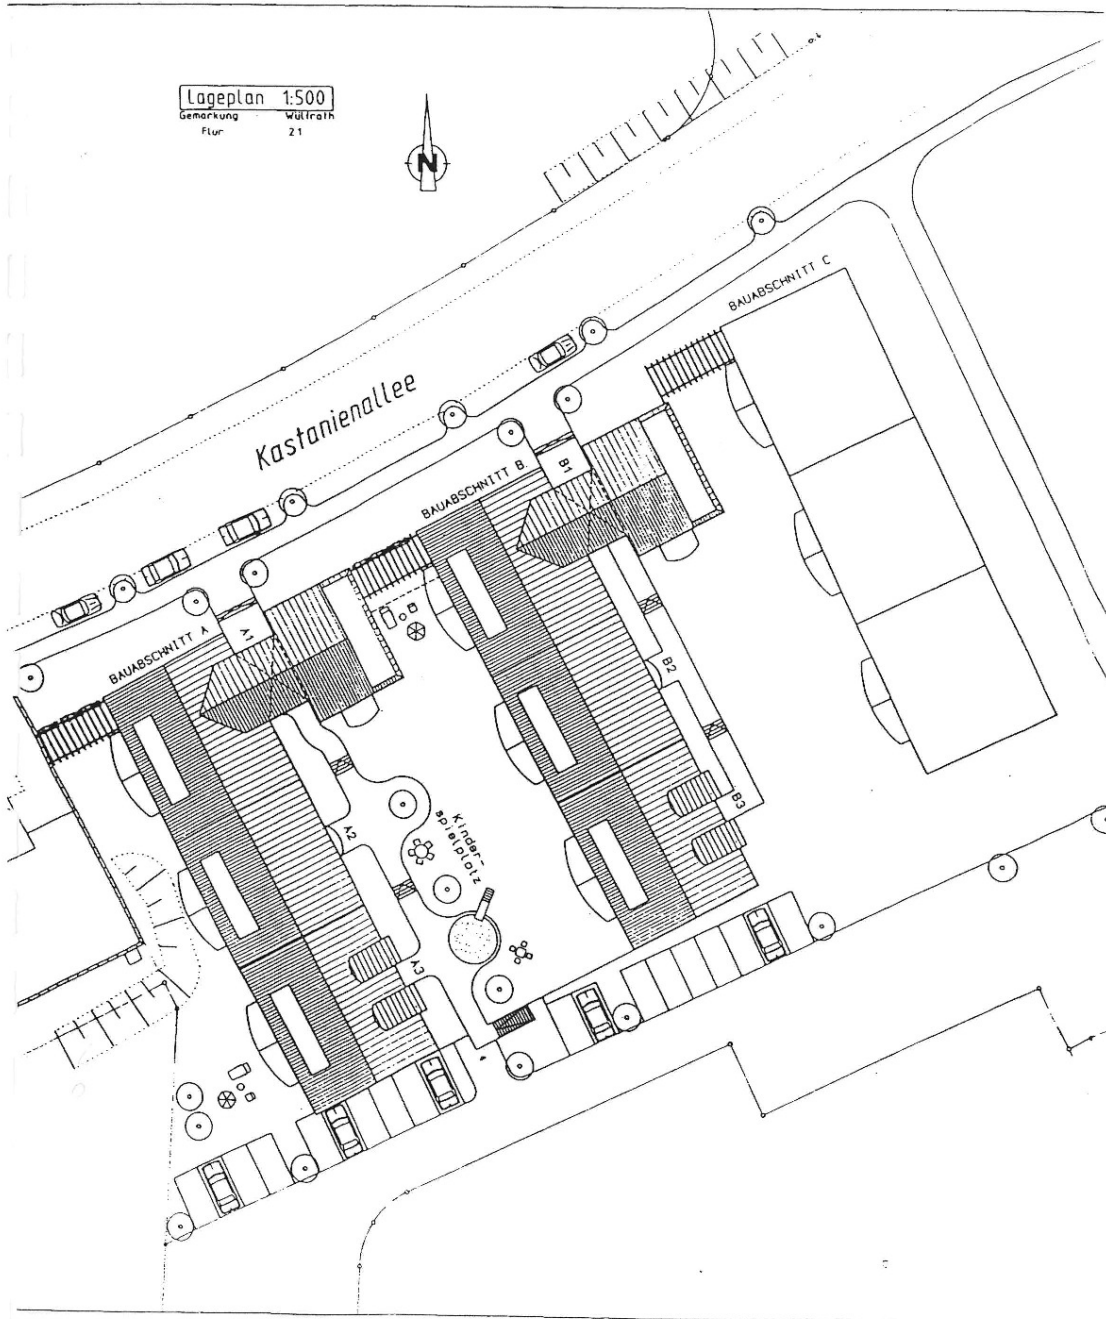 Lageplan 1:500
Gemarkung Wülfrath
Flur 21
N
Kastanienallee
BAUABSCHNITT C
BAUABSCHNITT B.
B1
BAUABSCHNITT A
A1
B2
B3
A2
Kinder-
spielplatz
A3